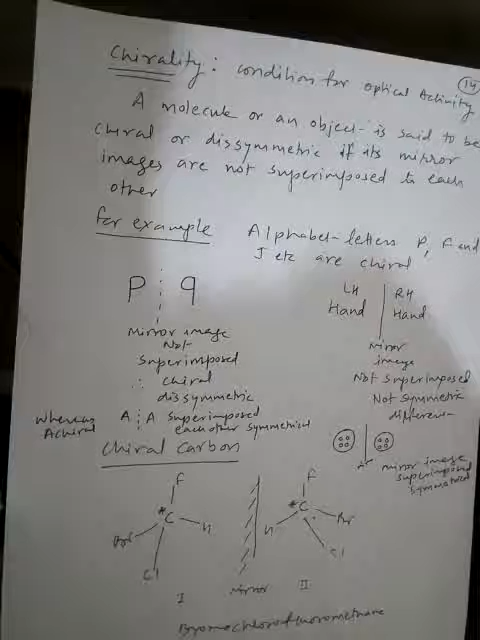 Chirality: condition for optical Activity
14
A molecule or an object is said to be
chiral or dissymmetric if its mirror
images are not superimposed to each
other
for example
Alphabet letters P, F and
J etc are chiral
P q
Mirror image
Not
Superimposed
∴ chiral
dissymmetric
LH RH
Hand Hand
Mirror
image
Not Superimposed
Not Symmetric
different
Whereas A A superimposed
Achiral each other symmetrical
mirror image
superimposed
symmetrical
Chiral Carbon
F
*C
H
Br
Cl
I
mirror
F
*C
H
Br
Cl
II
Bromochlorofluoromethane